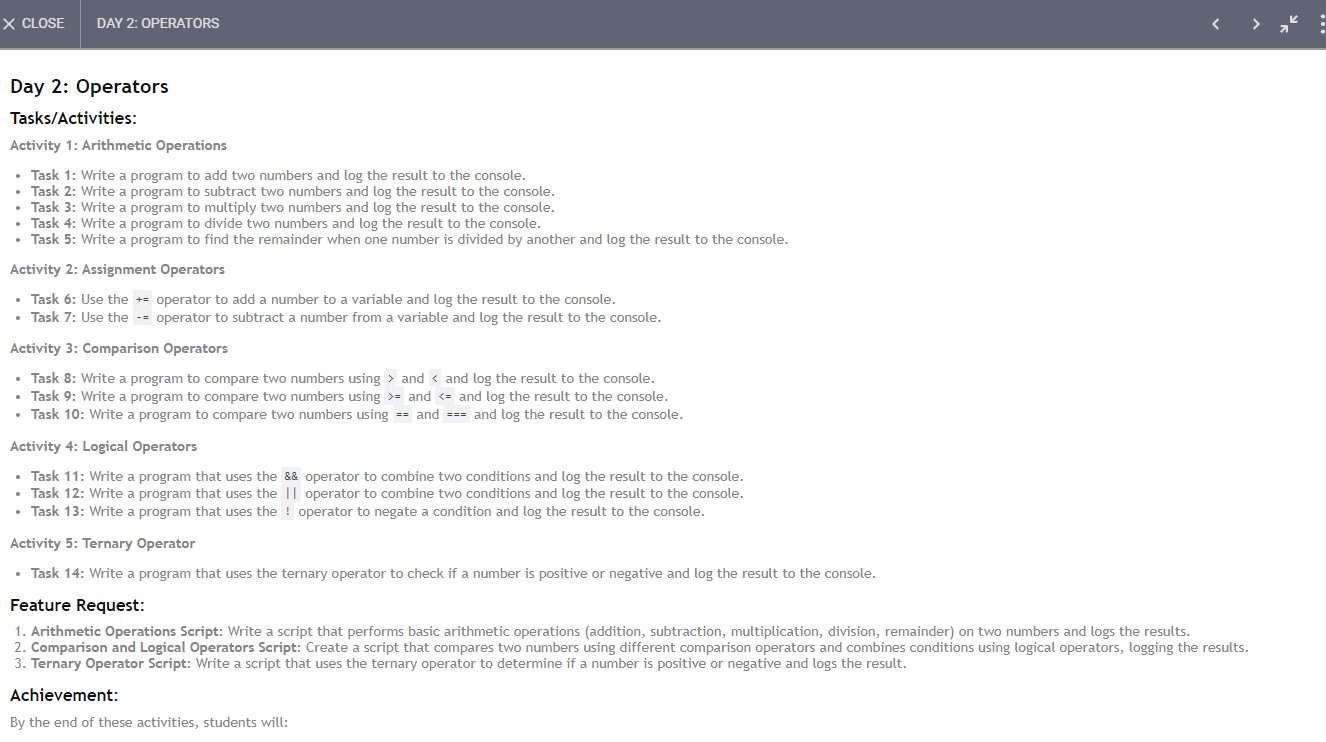 CLOSE
DAY 2: OPERATORS
Day 2: Operators
Tasks/Activities:
Activity 1: Arithmetic Operations
• Task 1: Write a program to add two numbers and log the result to the console.
• Task 2: Write a program to subtract two numbers and log the result to the console.
• Task 3: Write a program to multiply two numbers and log the result to the console.
• Task 4: Write a program to divide two numbers and log the result to the console.
• Task 5: Write a program to find the remainder when one number is divided by another and log the result to the console.
Activity 2: Assignment Operators
• Task 6: Use the += operator to add a number to a variable and log the result to the console.
• Task 7: Use the -= operator to subtract a number from a variable and log the result to the console.
Activity 3: Comparison Operators
• Task 8: Write a program to compare two numbers using > and < and log the result to the console.
• Task 9: Write a program to compare two numbers using >= and <= and log the result to the console.
• Task 10: Write a program to compare two numbers using == and === and log the result to the console.
Activity 4: Logical Operators
• Task 11: Write a program that uses the && operator to combine two conditions and log the result to the console.
• Task 12: Write a program that uses the || operator to combine two conditions and log the result to the console.
• Task 13: Write a program that uses the ! operator to negate a condition and log the result to the console.
Activity 5: Ternary Operator
• Task 14: Write a program that uses the ternary operator to check if a number is positive or negative and log the result to the console.
Feature Request:
1. Arithmetic Operations Script: Write a script that performs basic arithmetic operations (addition, subtraction, multiplication, division, remainder) on two numbers and logs the results.
2. Comparison and Logical Operators Script: Create a script that compares two numbers using different comparison operators and combines conditions using logical operators, logging the results.
3. Ternary Operator Script: Write a script that uses the ternary operator to determine if a number is positive or negative and logs the result.
Achievement:
By the end of these activities, students will: